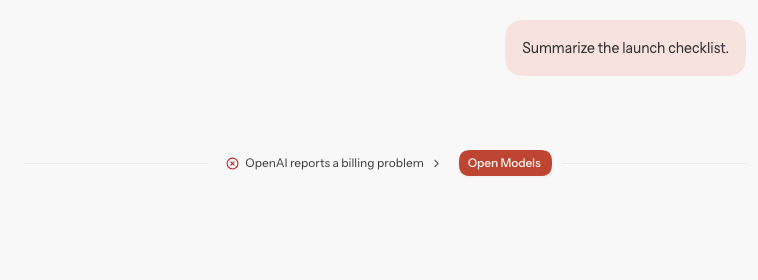 Summarize the launch checklist.
OpenAI reports a billing problem
Open Models